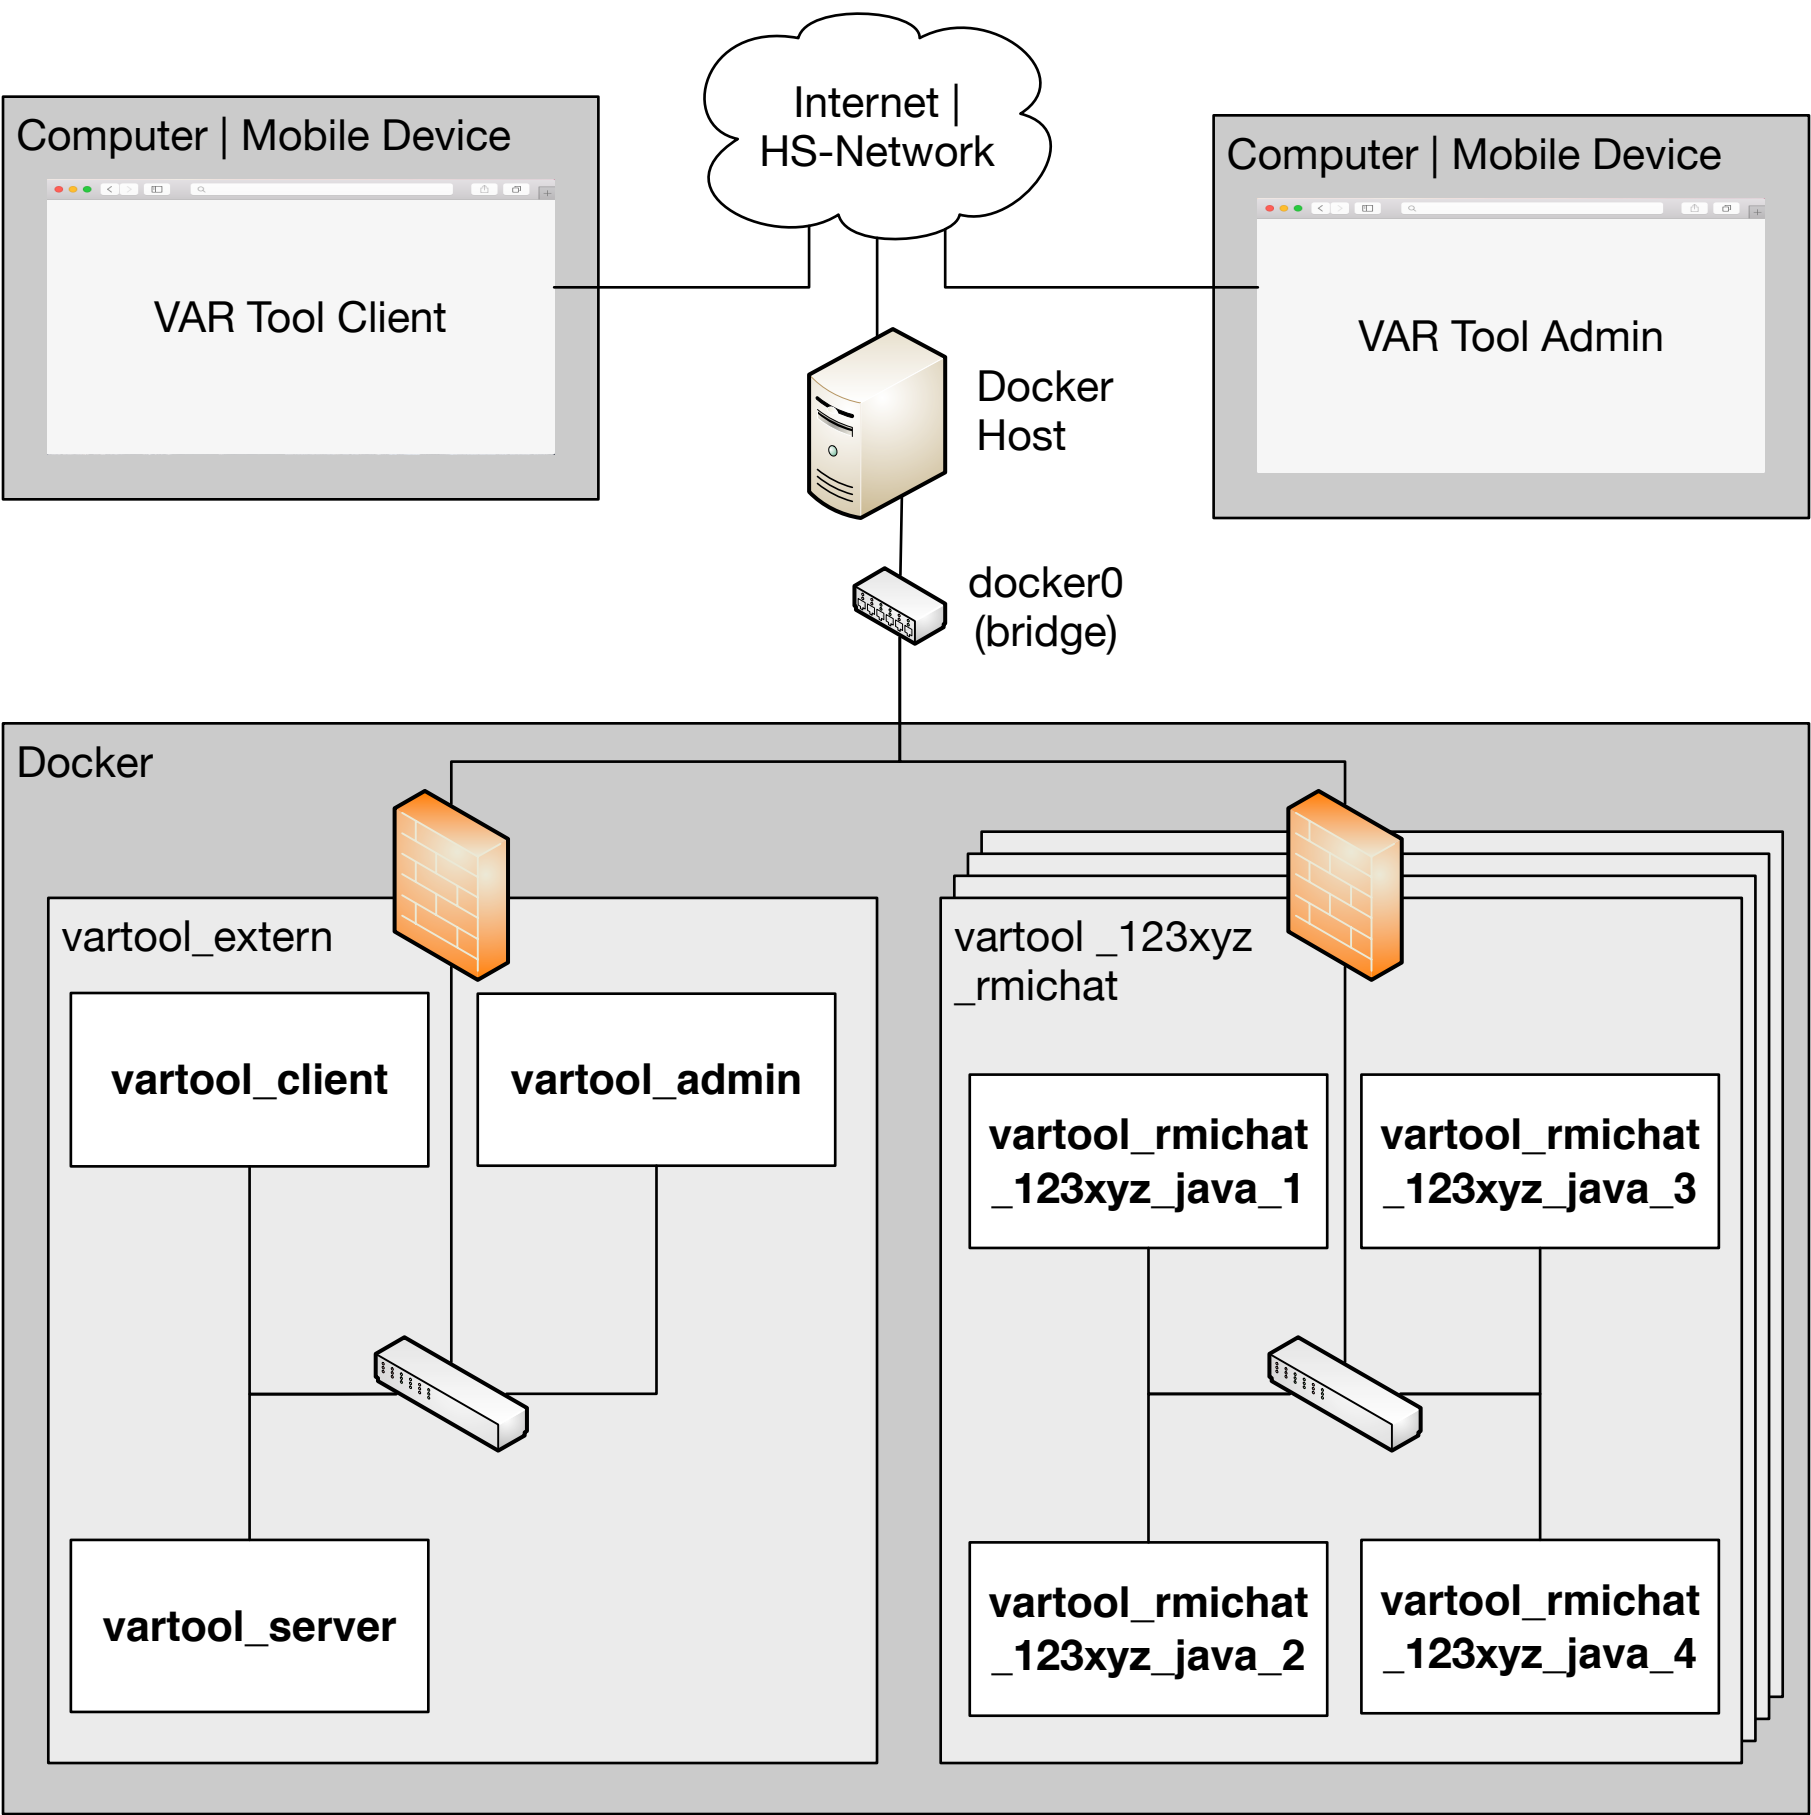 Internet |
HS-Network
Computer | Mobile Device
VAR Tool Client
Computer | Mobile Device
VAR Tool Admin
Docker
Host
docker0
(bridge)
Docker
vartool_extern
vartool_client
vartool_admin
vartool_server
vartool _123xyz
_rmichat
vartool_rmichat
_123xyz_java_1
vartool_rmichat
_123xyz_java_3
vartool_rmichat
_123xyz_java_2
vartool_rmichat
_123xyz_java_4